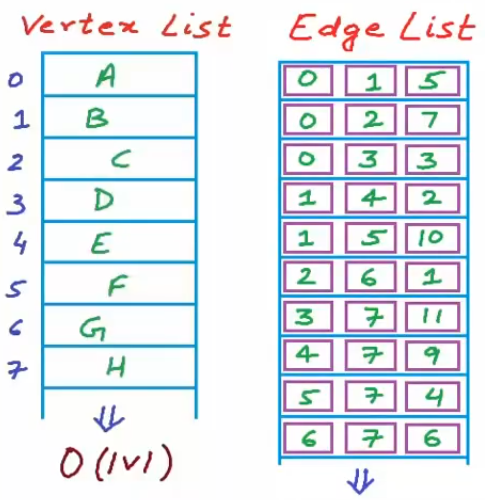 Vertex List
0 A
1 B
2 C
3 D
4 E
5 F
6 G
7 H
O(|V|)
Edge List
0 1 5
0 2 7
0 3 3
1 4 2
1 5 10
2 6 1
3 7 11
4 7 9
5 7 4
6 7 6